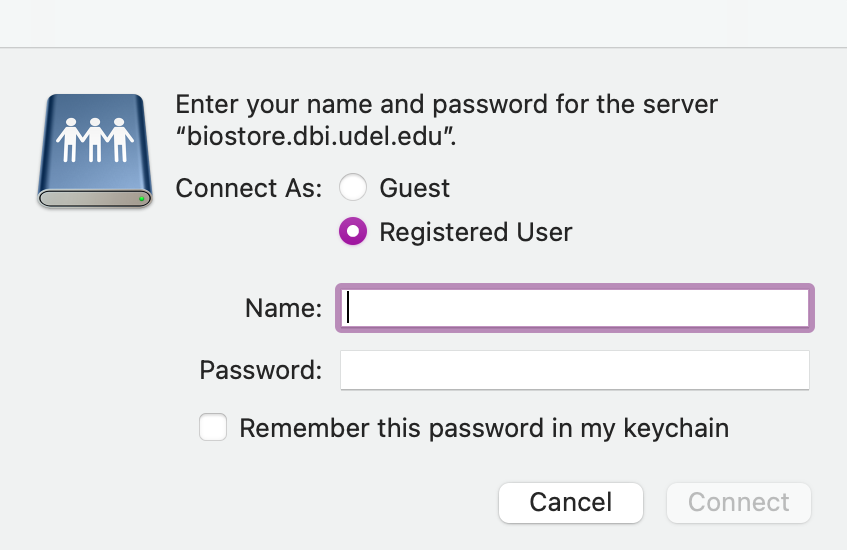 Enter your name and password for the server
“biostore.dbi.udel.edu”.
Connect As: Guest
Registered User
Name:
Password:
Remember this password in my keychain
Cancel Connect